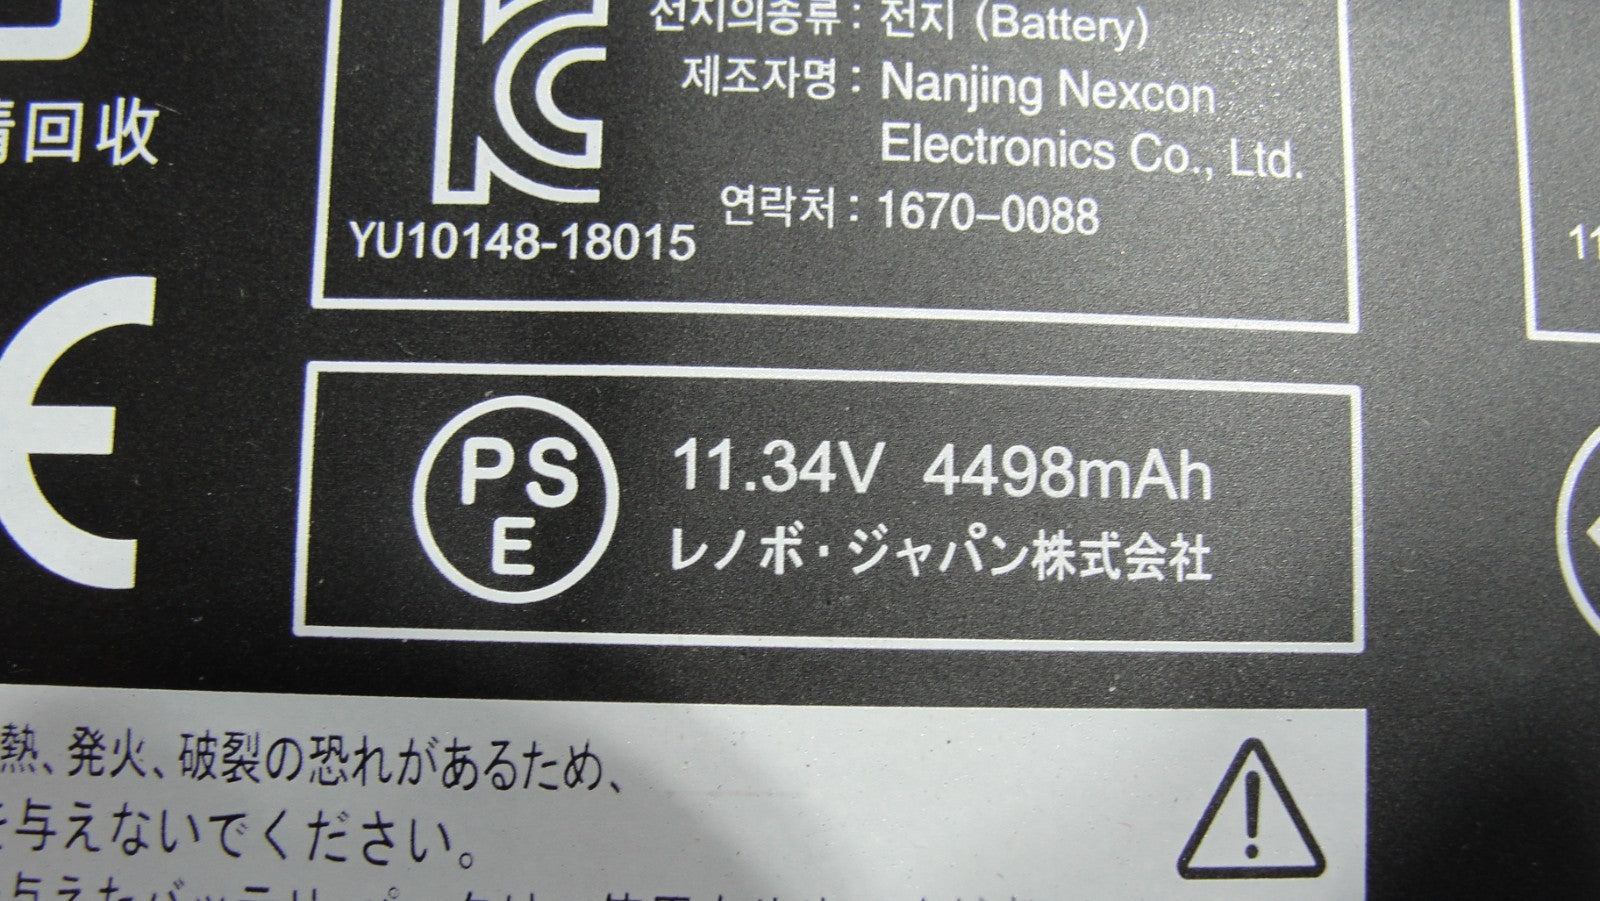 전지의종류 : 전지 (Battery)
제조자명 : Nanjing Nexcon
Electronics Co., Ltd.
연락처 : 1670-0088
YU10148-18015
回收
PS
E
11.34V 4498mAh
レノボ・ジャパン株式会社
熱、発火、破裂の恐れがあるため、
与えないでください。